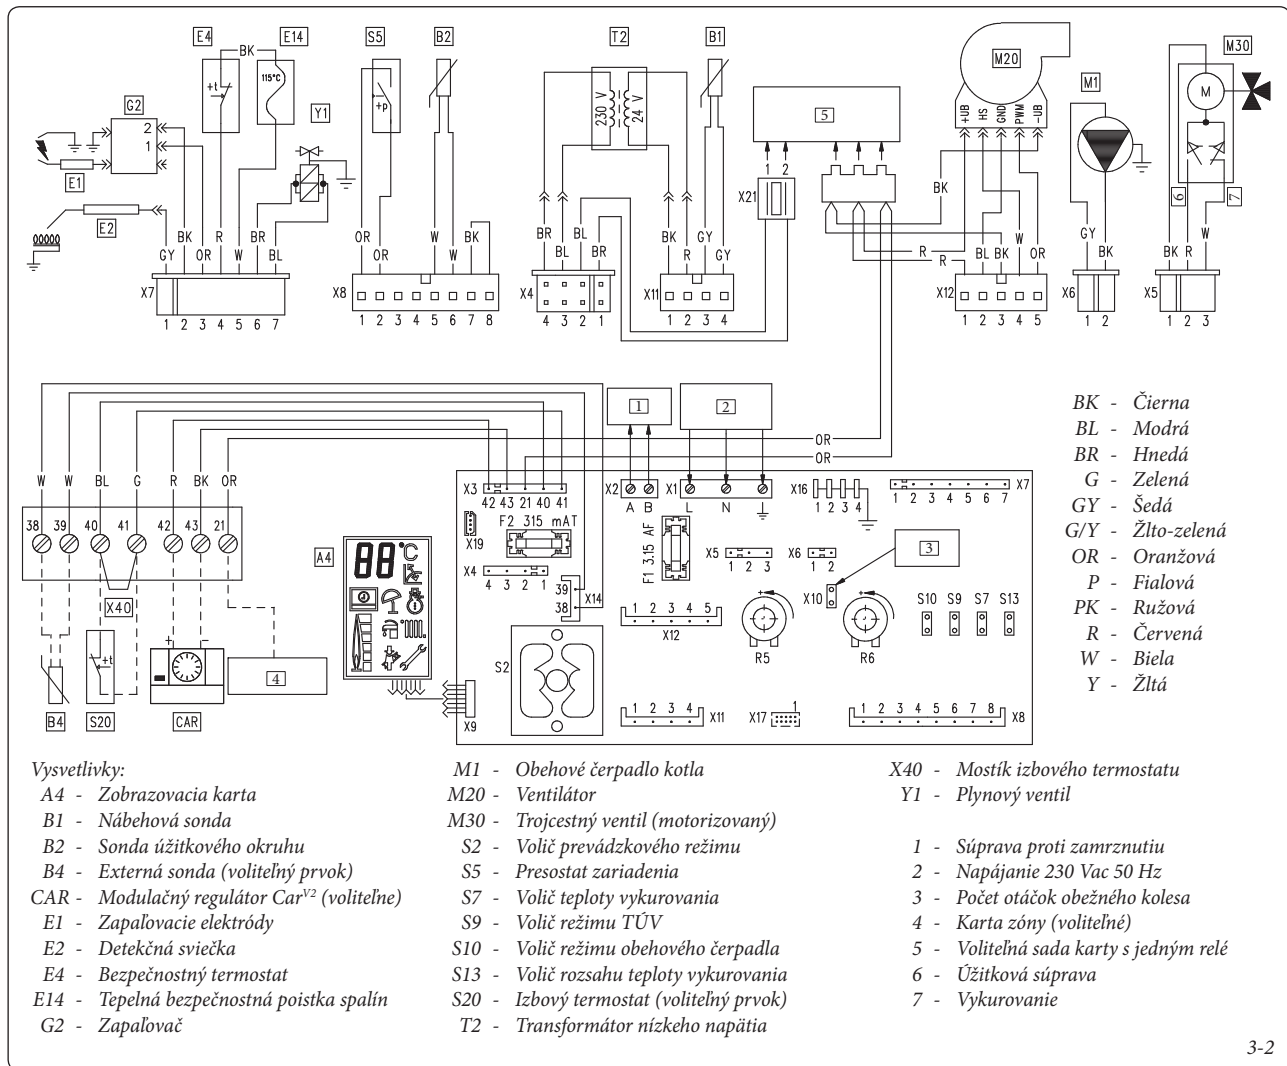 E4 E14 S5 B2 T2 B1 M20 M30
BK
115°C
G2 +t Y1 +p 230 V 24 V 5 M1 M
2
1
+UB HS GND PWM -UB
E1
E2
1 2
X21
6 7
BK
GY BK OR R W BR BL
OR OR W W BK
BR BL BL BR
BK R GY GY
R R BL BK W OR
GY BK
BK R W
X7 1 2 3 4 5 6 7
X8 1 2 3 4 5 6 7 8
X4 4 3 2 1
X11 1 2 3 4
X12 1 2 3 4 5
X6 1 2
X5 1 2 3
1 2
OR
OR
W W BL G R BK OR
38 39 40 41 42 43 21
X40
+ -
+t
4
B4 S20 CAR
A4
88 °C
X3 42 43 21 40 41
X2 A B
X1 L N
X16 1 2 3 4
X7 1 2 3 4 5 6 7
F2 315 mAT
X19
F1 3.15 AF
X4 4 3 2 1
X5 1 2 3
X6 1 2
3
39
38
X14
X10
X12 1 2 3 4 5
+ +
R5 R6
S10 S9 S7 S13
S2
X9
X11 1 2 3 4
X17 1
X8 1 2 3 4 5 6 7 8
BK - Čierna
BL - Modrá
BR - Hnedá
G - Zelená
GY - Šedá
G/Y - Žlto-zelená
OR - Oranžová
P - Fialová
PK - Ružová
R - Červená
W - Biela
Y - Žltá
Vysvetlivky:
A4 - Zobrazovacia karta
B1 - Nábehová sonda
B2 - Sonda úžitkového okruhu
B4 - Externá sonda (voliteľný prvok)
CAR - Modulačný regulátor Car^V2 (voliteľne)
E1 - Zapaľovacie elektródy
E2 - Detekčná sviečka
E4 - Bezpečnostný termostat
E14 - Tepelná bezpečnostná poistka spalín
G2 - Zapaľovač
M1 - Obehové čerpadlo kotla
M20 - Ventilátor
M30 - Trojcestný ventil (motorizovaný)
S2 - Volič prevádzkového režimu
S5 - Presostat zariadenia
S7 - Volič teploty vykurovania
S9 - Volič režimu TÚV
S10 - Volič režimu obehového čerpadla
S13 - Volič rozsahu teploty vykurovania
S20 - Izbový termostat (voliteľný prvok)
T2 - Transformátor nízkeho napätia
X40 - Mostík izbového termostatu
Y1 - Plynový ventil
1 - Súprava proti zamrznutiu
2 - Napájanie 230 Vac 50 Hz
3 - Počet otáčok obežného kolesa
4 - Karta zóny (voliteľné)
5 - Voliteľná sada karty s jedným relé
6 - Úžitková súprava
7 - Vykurovanie
3-2